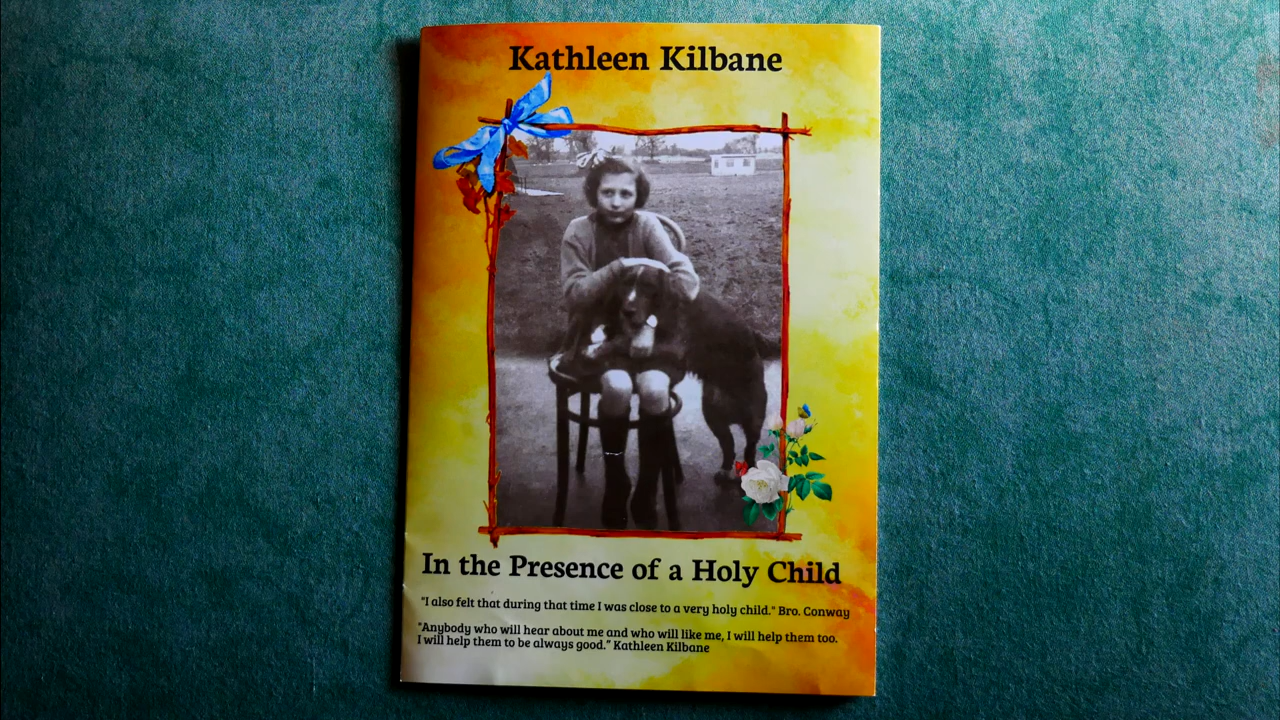 Kathleen Kilbane
In the Presence of a Holy Child
"I also felt that during that time I was close to a very holy child." Bro. Conway
"Anybody who will hear about me and who will like me, I will help them too.
I will help them to be always good." Kathleen Kilbane